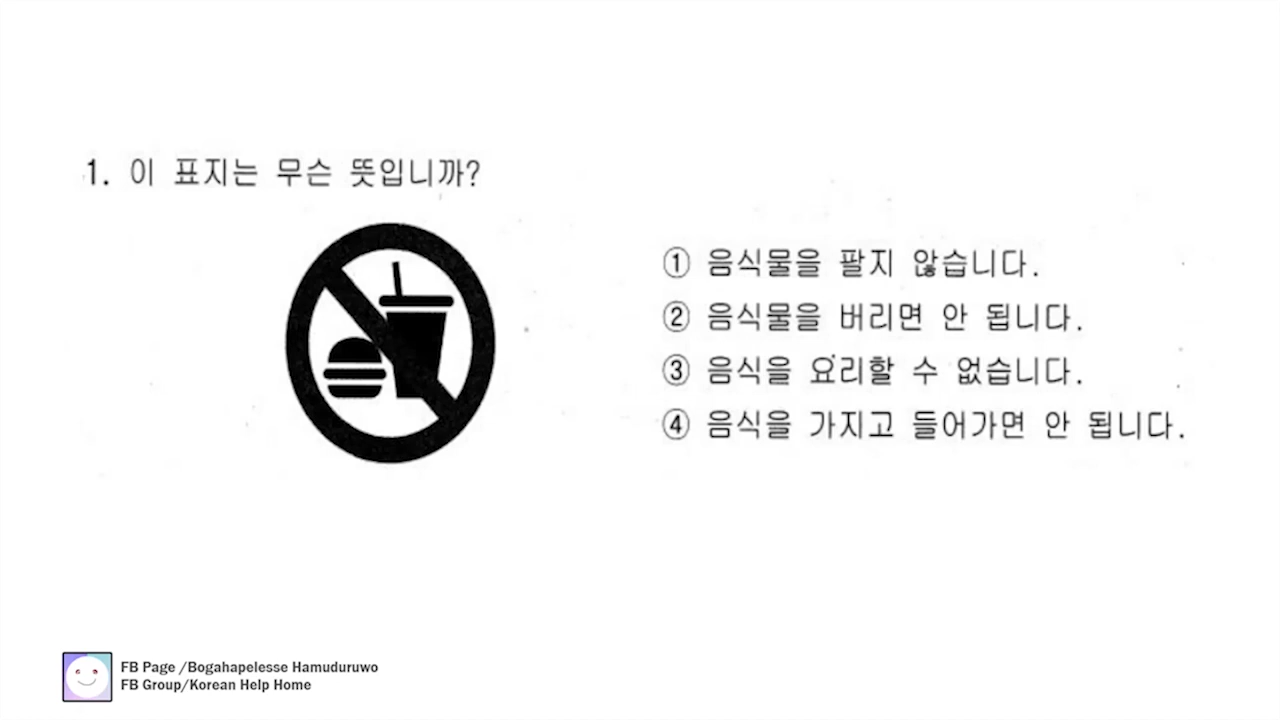 1. 이 표지는 무슨 뜻입니까?
① 음식물을 팔지 않습니다.
② 음식물을 버리면 안 됩니다.
③ 음식을 요리할 수 없습니다.
④ 음식을 가지고 들어가면 안 됩니다.
FB Page /Bogahapelesse Hamuduruwo
FB Group/Korean Help Home